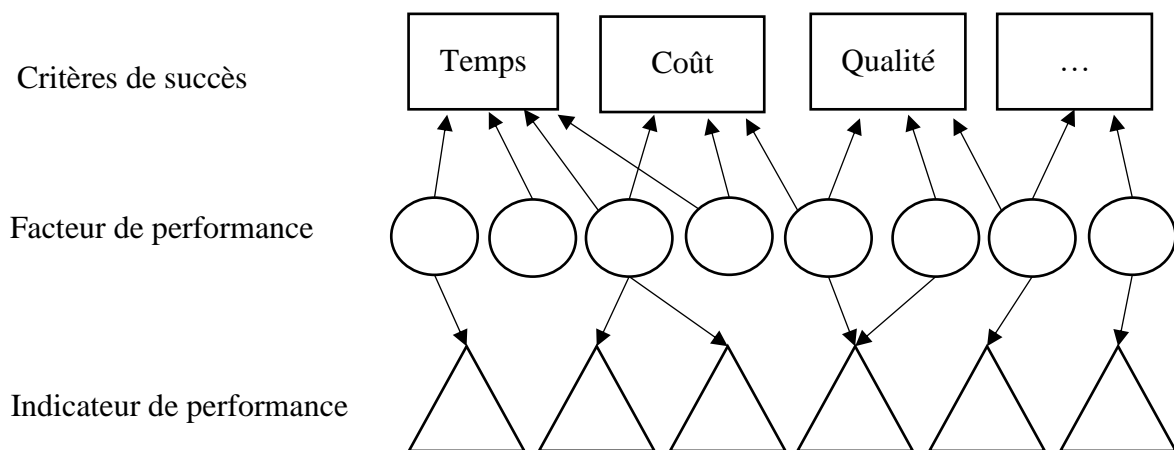 Critères de succès
Temps
Coût
Qualité
…
Facteur de performance
Indicateur de performance